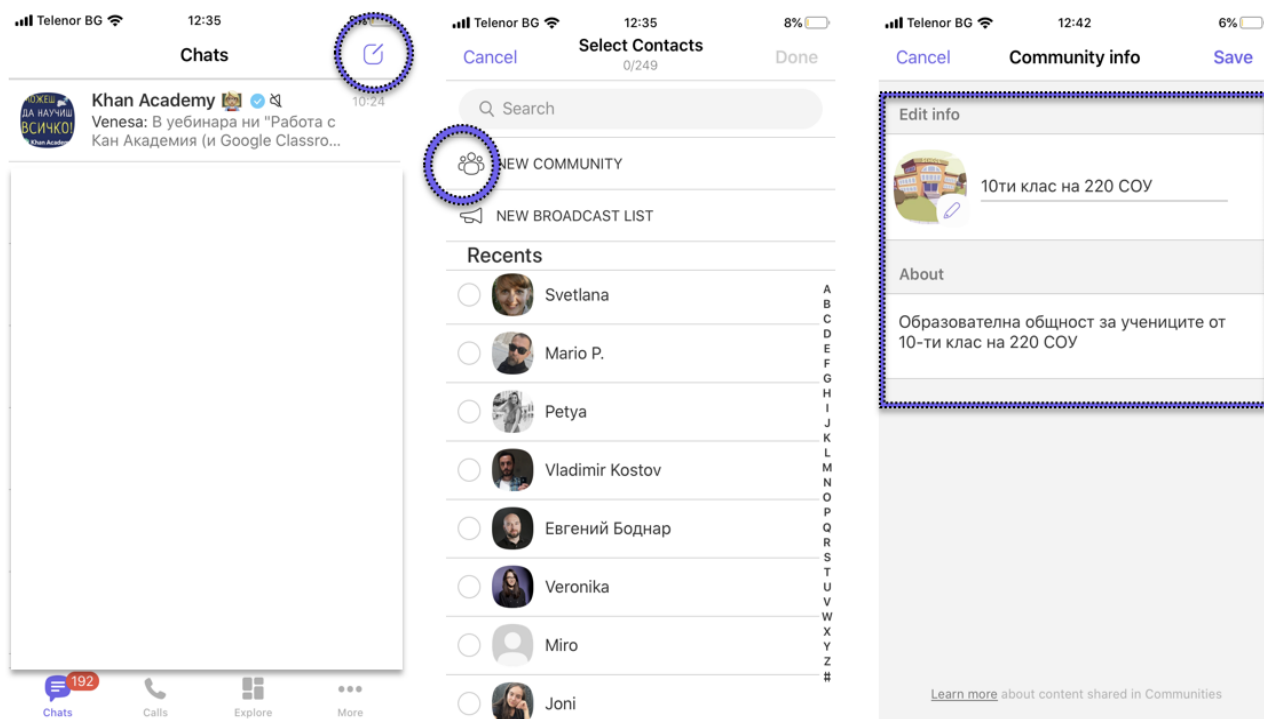 Telenor BG
12:35
Chats
МОЖЕШ
ДА НАУЧИШ
ВСИЧКО!
Khan Academy
10:24
Venesa: В уебинара ни "Работа с
Кан Академия (и Google Classro...
192
Chats
Calls
Explore
More
Telenor BG
12:35
8%
Cancel
Select Contacts
Done
0/249
Search
NEW COMMUNITY
NEW BROADCAST LIST
Recents
Svetlana
Mario P.
Petya
Vladimir Kostov
Евгений Боднар
Veronika
Miro
Joni
A
B
C
D
E
F
G
H
I
J
K
L
M
N
O
P
Q
R
S
T
U
V
W
X
Y
Z
#
Telenor BG
12:42
6%
Cancel
Community info
Save
Edit info
10ти клас на 220 СОУ
About
Образователна общност за учениците от
10-ти клас на 220 СОУ
Learn more about content shared in Communities